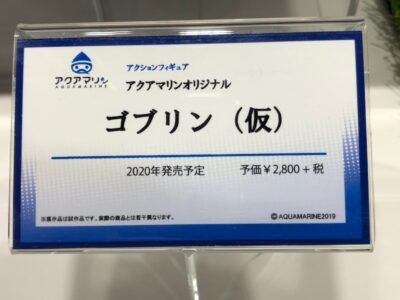 アクアマリン
AQUAMARINE
アクションフィギュア
アクアマリンオリジナル
ゴブリン（仮）
2020年発売予定　予価￥2,800＋税
※展示品は試作品です。実際の商品とは若干異なります。
©AQUAMARINE2019